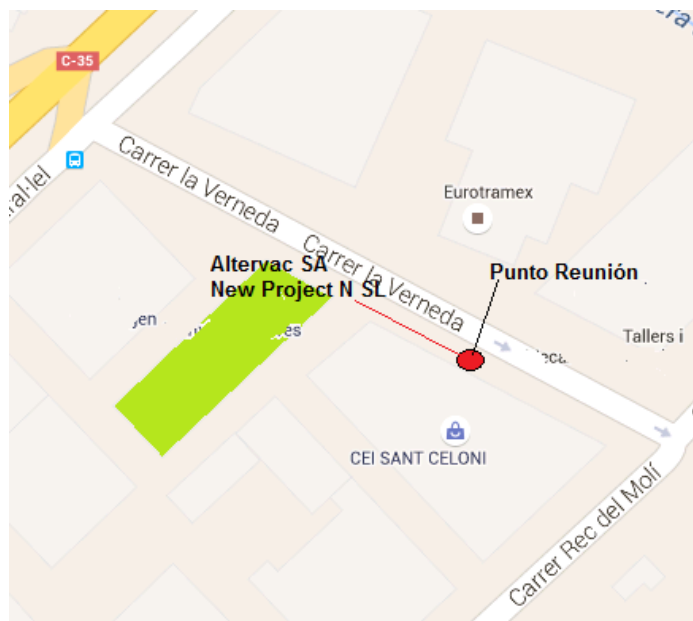 C-35
Carrer la Verneda
Eurotramex
Carrer la Verneda
Altervac SA
New Project N SL
Punto Reunión
Tallers i
CEI SANT CELONI
Carrer Rec del Molí